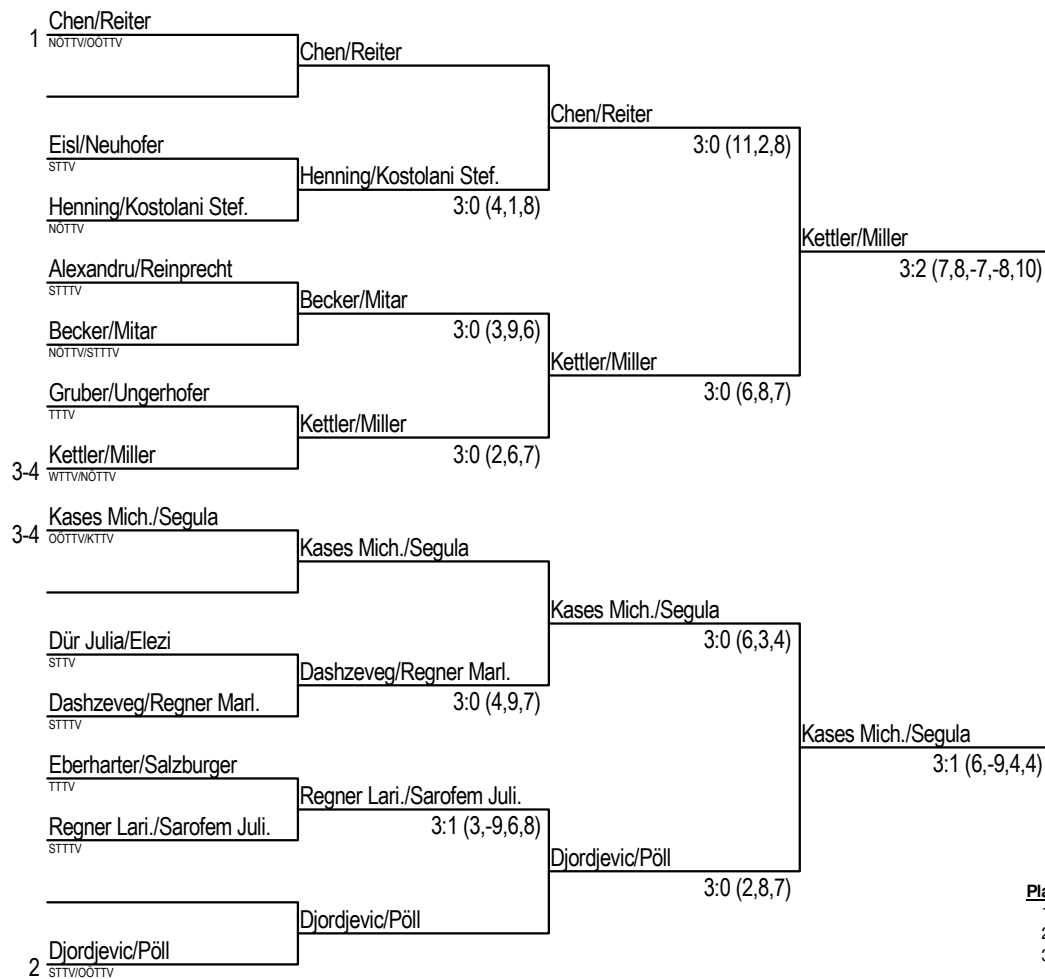 Chen/Reiter
1
NÖTTV/OÖTTV
Chen/Reiter
Chen/Reiter
Eisl/Neuhofer
3:0 (11,2,8)
STTV
Henning/Kostolani Stef.
Henning/Kostolani Stef.
3:0 (4,1,8)
NÖTTV
Kettler/Miller
Alexandru/Reinprecht
3:2 (7,8,-7,-8,10)
STTTV
Becker/Mitar
Becker/Mitar
3:0 (3,9,6)
NÖTTV/STTTV
Kettler/Miller
Gruber/Ungerhofer
3:0 (6,8,7)
TTTV
Kettler/Miller
Kettler/Miller
3:0 (2,6,7)
3-4
WTTV/NÖTTV
Kases Mich./Segula
3-4
OÖTTV/KTTV
Kases Mich./Segula
Kases Mich./Segula
Dür Julia/Elezi
3:0 (6,3,4)
STTV
Dashzeveg/Regner Marl.
Dashzeveg/Regner Marl.
3:0 (4,9,7)
STTTV
Kases Mich./Segula
Eberharter/Salzburger
3:1 (6,-9,4,4)
TTTV
Regner Lari./Sarofem Juli.
Regner Lari./Sarofem Juli.
3:1 (3,-9,6,8)
STTTV
Djordjevic/Pöll
3:0 (2,8,7)
Djordjevic/Pöll
Djordjevic/Pöll
2
STTV/OÖTTV
2
3